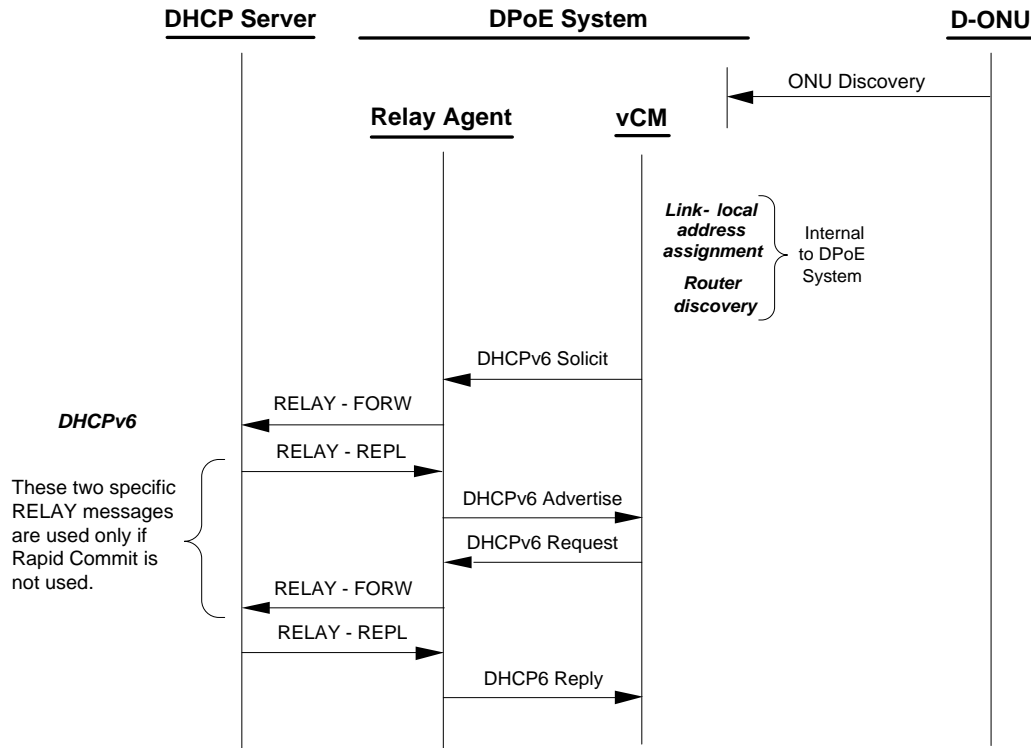 DHCP Server
DPoE System
D-ONU
ONU Discovery
Relay Agent
vCM
Link- local
address
assignment
Router
discovery
Internal
to DPoE
System
DHCPv6 Solicit
RELAY - FORW
DHCPv6
RELAY - REPL
These two specific
RELAY messages
are used only if
Rapid Commit is
not used.
DHCPv6 Advertise
DHCPv6 Request
RELAY - FORW
RELAY - REPL
DHCP6 Reply